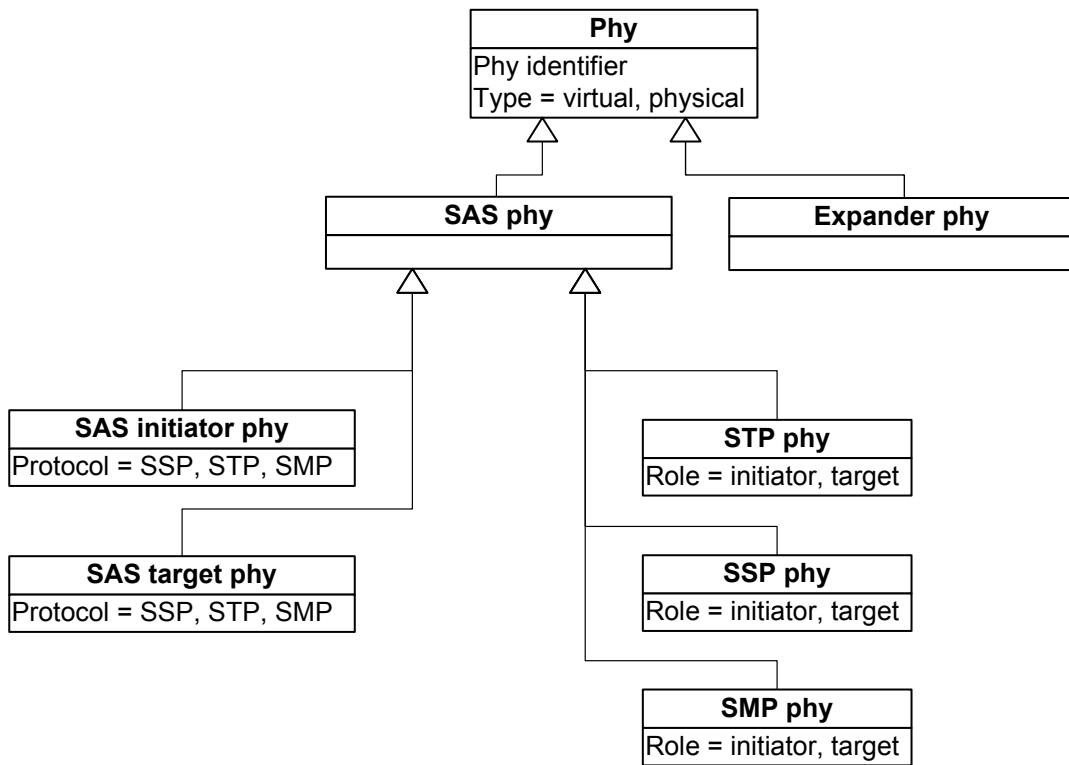 Phy
Phy identifier
Type = virtual, physical
SAS phy
Expander phy
SAS initiator phy
Protocol = SSP, STP, SMP
SAS target phy
Protocol = SSP, STP, SMP
STP phy
Role = initiator, target
SSP phy
Role = initiator, target
SMP phy
Role = initiator, target